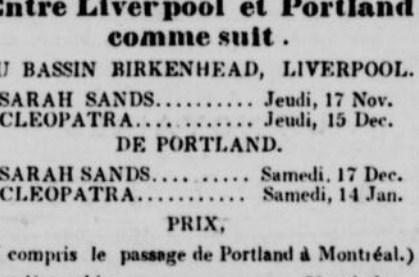 Entre Liverpool et Portland
comme suit.
U BASSIN BIRKENHEAD, LIVERPOOL.
SARAH SANDS.......... Jeudi, 17 Nov.
CLEOPATRA............ Jeudi, 15 Dec.
DE PORTLAND.
SARAH SANDS.......... Samedi, 17 Dec.
CLEOPATRA........... Samedi, 14 Jan.
PRIX,
compris le passage de Portland à Montréal.)